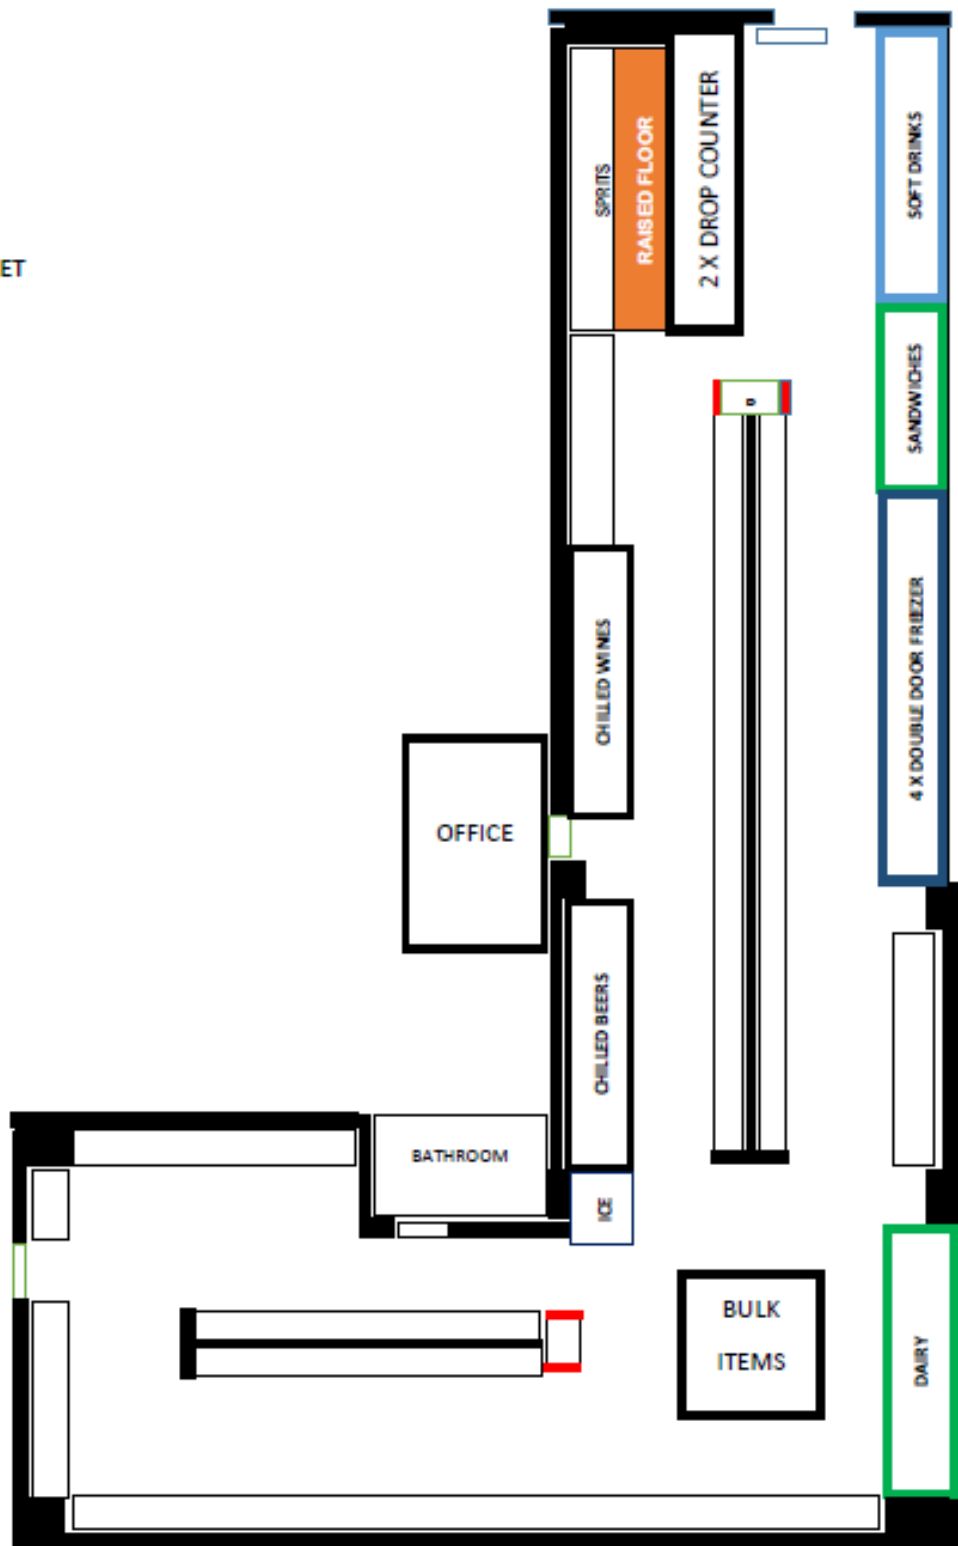 ET
SPRITS
RAISED FLOOR
2 X DROP COUNTER
SOFT DRINKS
SANDWICHES
4 X DOUBLE DOOR FREEZER
CHILLED WINES
OFFICE
CHILLED BEERS
BATHROOM
ICE
BULK
ITEMS
DAIRY